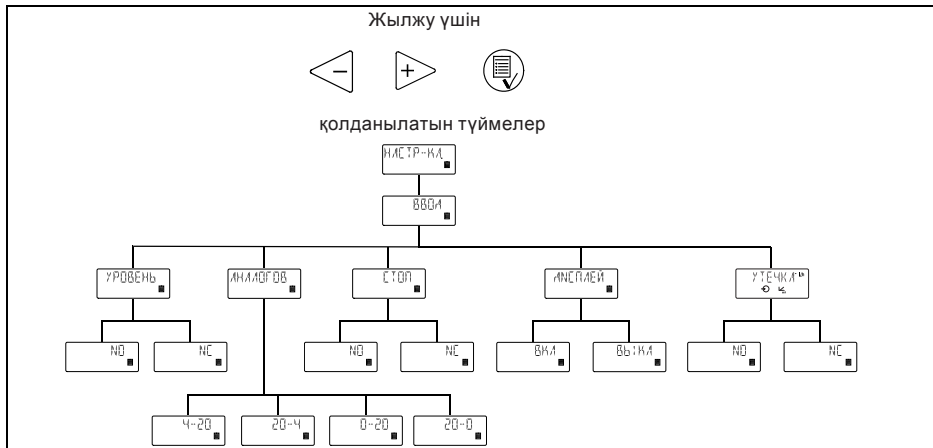 Жылжу үшін
қолданылатын түймелер
НАСТР-КА
ВВОД
УРОВЕНЬ
АНАЛОГОВ
СТОП
ДИСПЛЕЙ
УТЕЧКА
NO
NC
NO
NC
ВКЛ
ВЫКЛ
NO
NC
4-20
20-4
0-20
20-0